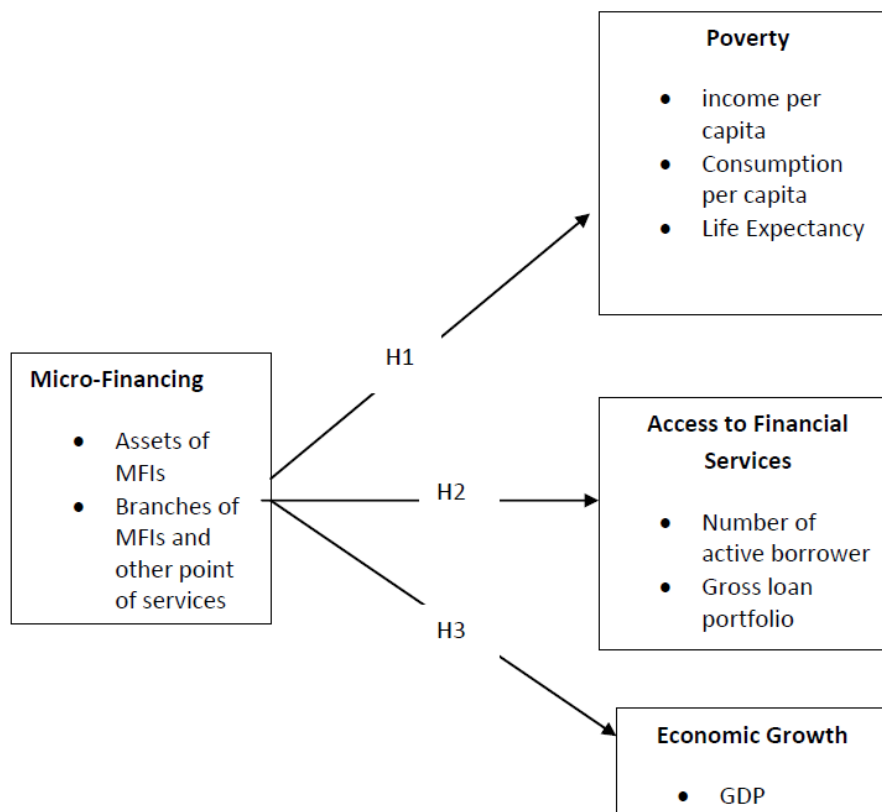 Poverty
● income per
capita
● Consumption
per capita
● Life Expectancy
H1
Micro-Financing
● Assets of
MFIs
● Branches of
MFIs and
other point
of services
H2
Access to Financial
Services
● Number of
active borrower
● Gross loan
portfolio
H3
Economic Growth
● GDP